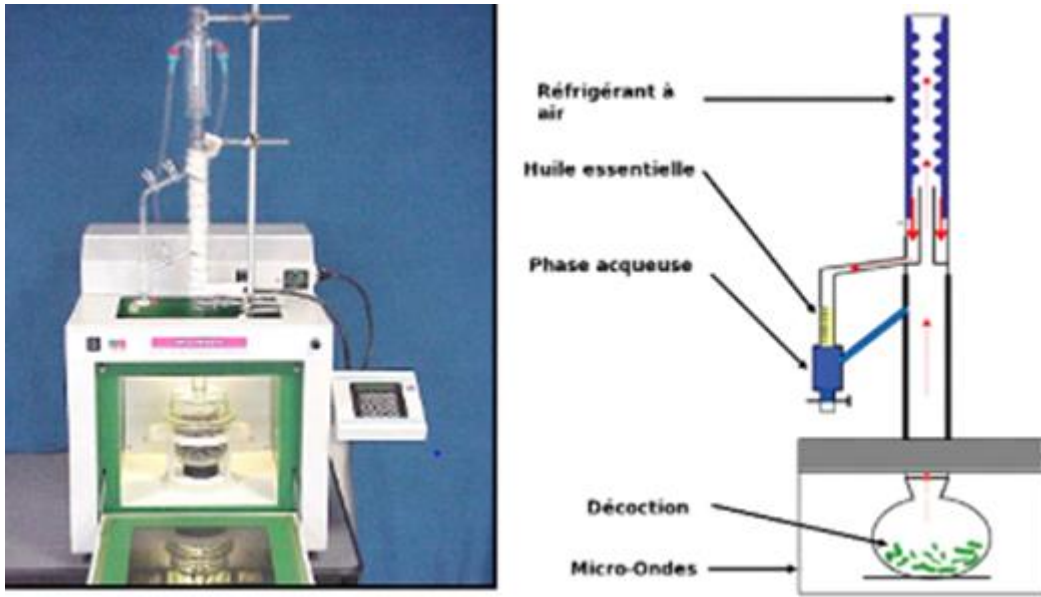 Réfrigérant à
air
Huile essentielle
Phase acqueuse
Décoction
Micro-Ondes